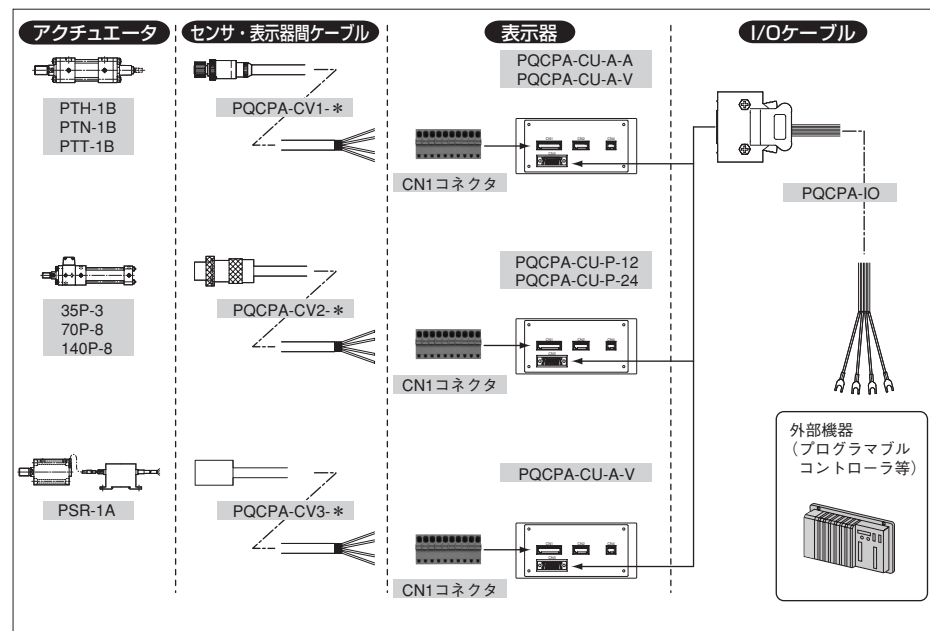 アクチュエータ
センサ・表示器間ケーブル
表示器
I/Oケーブル
PTH-1B
PTN-1B
PTT-1B
PQCPA-CV1-＊
PQCPA-CU-A-A
PQCPA-CU-A-V
CN1コネクタ
PQCPA-IO
35P-3
70P-8
140P-8
PQCPA-CV2-＊
PQCPA-CU-P-12
PQCPA-CU-P-24
CN1コネクタ
PSR-1A
PQCPA-CV3-＊
PQCPA-CU-A-V
CN1コネクタ
外部機器
（プログラマブル
コントローラ等）